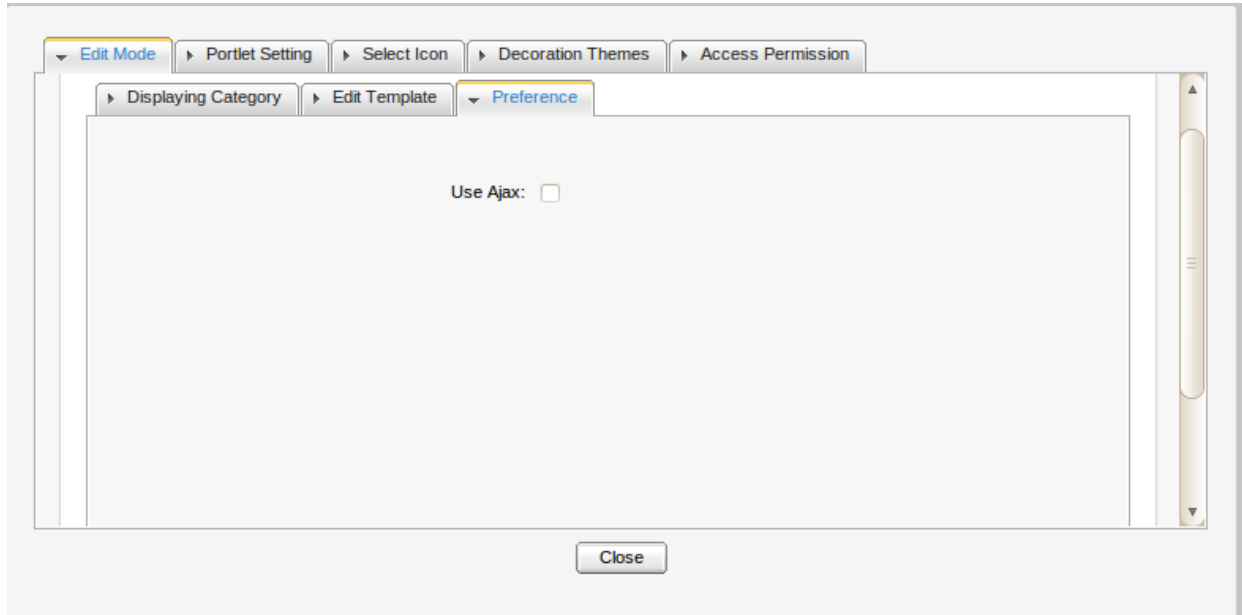 Edit Mode Portlet Setting Select Icon Decoration Themes Access Permission
Displaying Category Edit Template Preference
Use Ajax:
Close